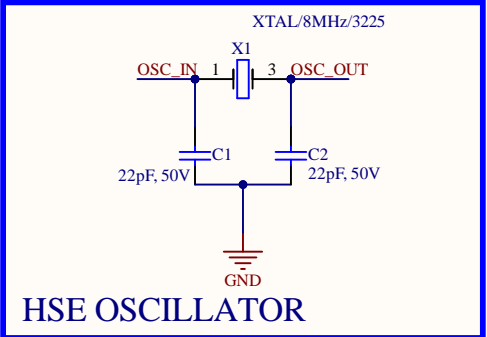 XTAL/8MHz/3225
X1
OSC_IN 1 3 OSC_OUT
C1 C2
22pF, 50V 22pF, 50V
GND
HSE OSCILLATOR